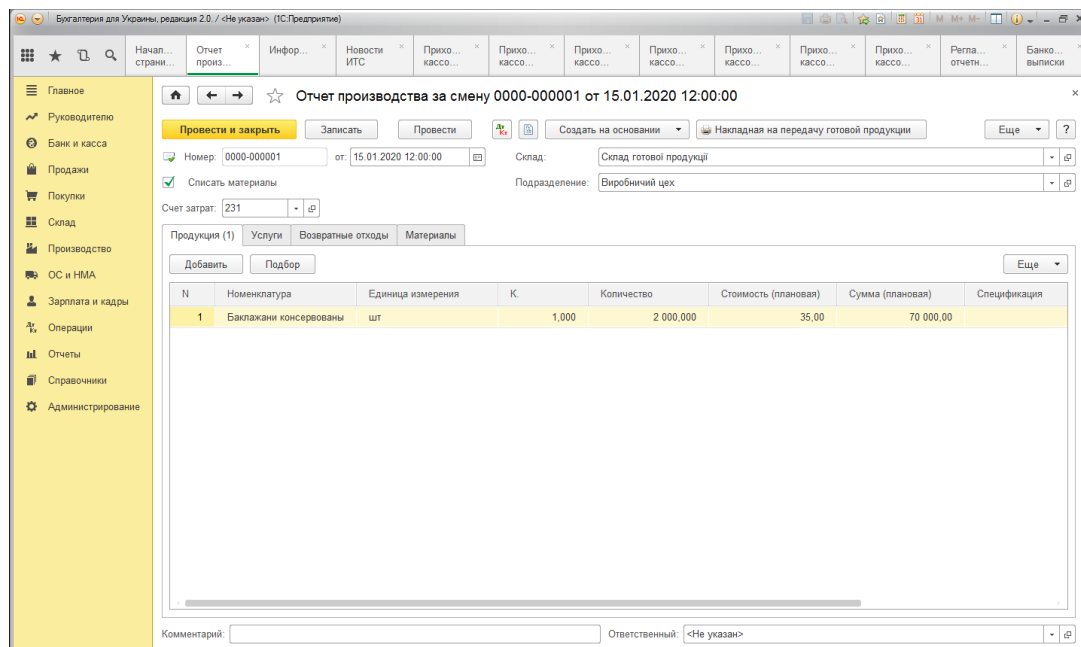 Бухгалтерия для Украины, редакция 2.0. / <Не указан> (1С:Предприятие)
M M+ M-
Начал... страни...
Отчет произ...
Инфор...
Новости ИТС
Прихо... кассо...
Прихо... кассо...
Прихо... кассо...
Прихо... кассо...
Прихо... кассо...
Прихо... кассо...
Прихо... кассо...
Регла... отчетн...
Банко... выписки
Главное
Руководителю
Банк и касса
Продажи
Покупки
Склад
Производство
ОС и НМА
Зарплата и кадры
Операции
Отчеты
Справочники
Администрирование
Отчет производства за смену 0000-000001 от 15.01.2020 12:00:00
Провести и закрыть Записать Провести Дт Кт Создать на основании Накладная на передачу готовой продукции Еще ?
Номер: 0000-000001 от: 15.01.2020 12:00:00 Склад: Склад готової продукції
Списать материалы Подразделение: Виробничий цех
Счет затрат: 231
Продукция (1) Услуги Возвратные отходы Материалы
Добавить Подбор Еще
N Номенклатура Единица измерения К. Количество Стоимость (плановая) Сумма (плановая) Спецификация
1 Баклажани консервованы шт 1,000 2 000,000 35,00 70 000,00
Комментарий: Ответственный: <Не указан>